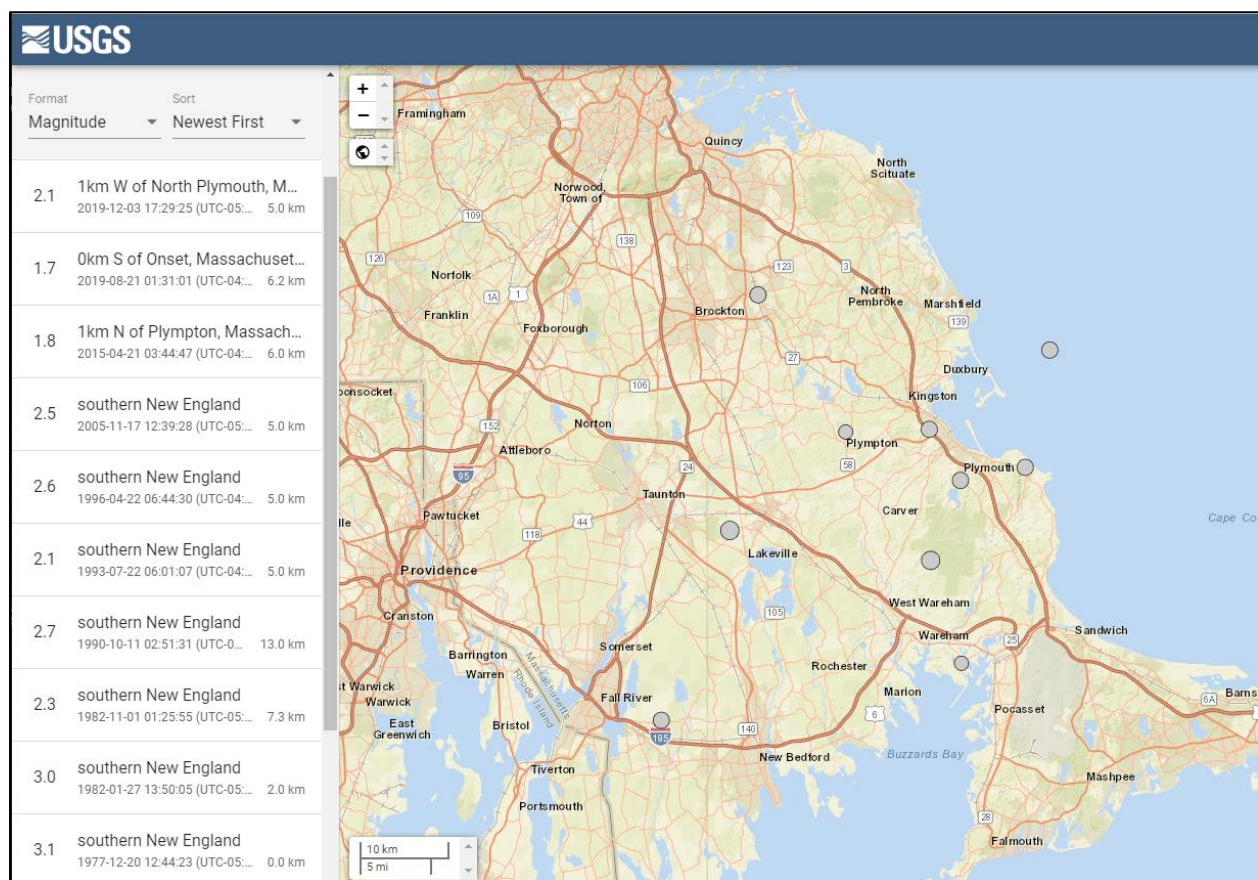 USGS
Format
Sort
Magnitude
Newest First
2.1
1km W of North Plymouth, M...
2019-12-03 17:29:25 (UTC-05:...
5.0 km
1.7
0km S of Onset, Massachuset...
2019-08-21 01:31:01 (UTC-04:...
6.2 km
1.8
1km N of Plympton, Massach...
2015-04-21 03:44:47 (UTC-04:...
6.0 km
2.5
southern New England
2005-11-17 12:39:28 (UTC-05:...
5.0 km
2.6
southern New England
1996-04-22 06:44:30 (UTC-04:...
5.0 km
2.1
southern New England
1993-07-22 06:01:07 (UTC-04:...
5.0 km
2.7
southern New England
1990-10-11 02:51:31 (UTC-0...
13.0 km
2.3
southern New England
1982-11-01 01:25:55 (UTC-05:...
7.3 km
3.0
southern New England
1982-01-27 13:50:05 (UTC-05:...
2.0 km
3.1
southern New England
1977-12-20 12:44:23 (UTC-05:...
0.0 km
+
−
Framingham
Quincy
North
Scituate
Norwood,
Town of
109
138
126
123
3
Norfolk
1A
1
North
Pembroke
Marshfield
Brockton
Franklin
Foxborough
139
27
Duxbury
106
onsocket
Kingston
Norton
152
Plympton
Attleboro
58
24
Plymouth
95
Taunton
Carver
Pawtucket
44
Cape Co
lle
118
Lakeville
Providence
West Wareham
105
Cranston
Sandwich
Wareham
25
Somerset
Barrington
Warren
Massachusetts
Rhode Island
Rochester
st Warwick
Warwick
Fall River
Marion
Barns
6A
Pocasset
6
East
Greenwich
Bristol
195
140
New Bedford
Buzzards Bay
Tiverton
Mashpee
Portsmouth
28
Falmouth
10 km
5 mi